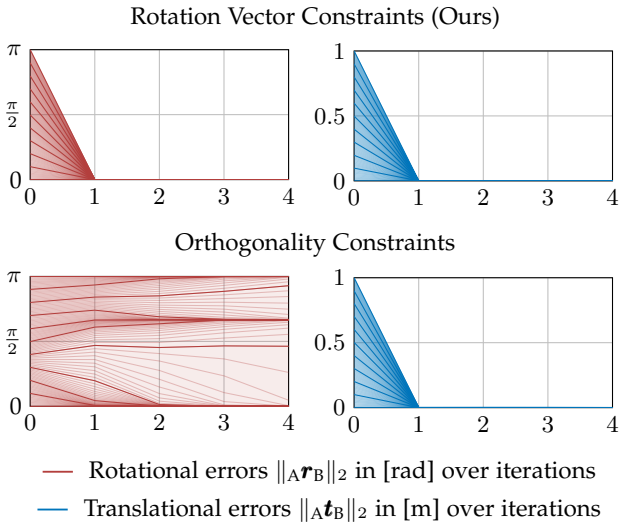 Rotation Vector Constraints (Ours)
π
π/2
0
0 1 2 3 4
1
0.5
0
0 1 2 3 4
Orthogonality Constraints
π
π/2
0
0 1 2 3 4
1
0.5
0
0 1 2 3 4
Rotational errors ‖ₐ𝒓_B‖₂ in [rad] over iterations
Translational errors ‖ₐ𝒕_B‖₂ in [m] over iterations